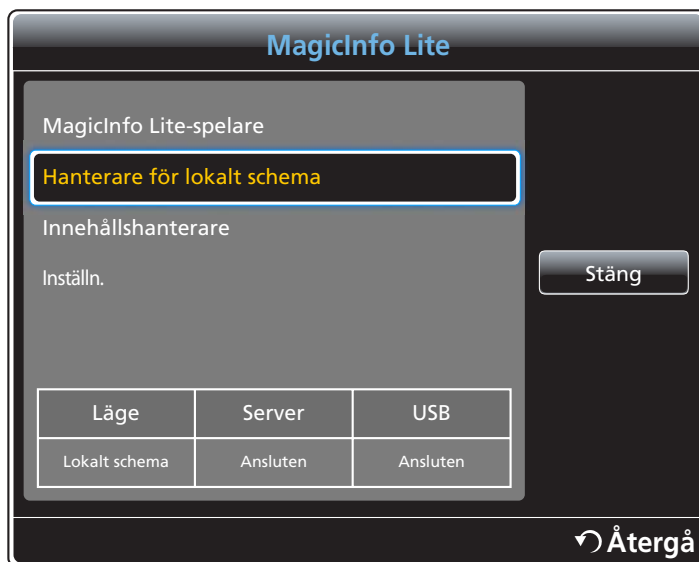 MagicInfo Lite
MagicInfo Lite-spelare
Hanterare för lokalt schema
Innehållshanterare
Inställn.
Stäng
Läge Server USB
Lokalt schema Ansluten Ansluten
Återgå